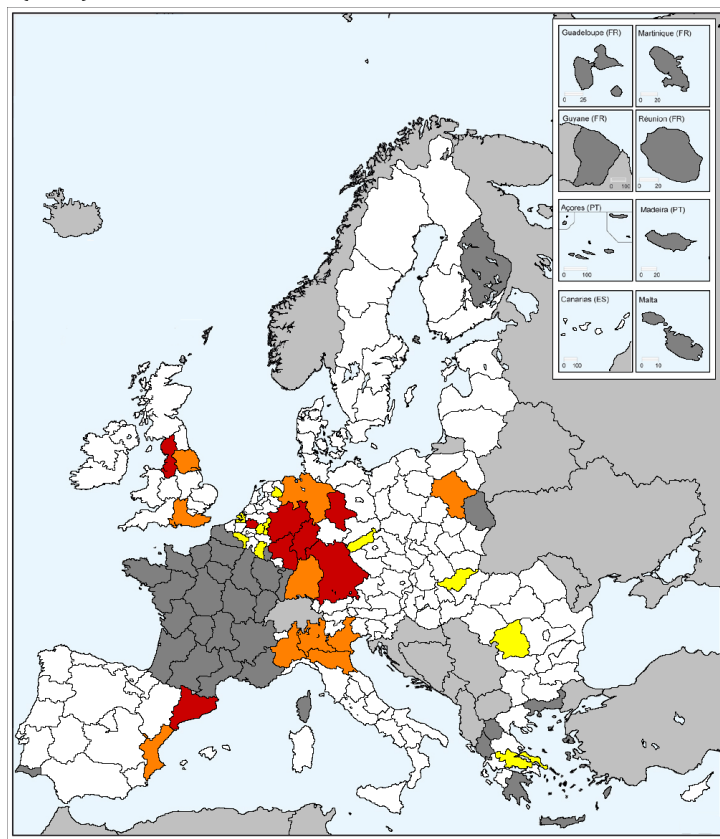 Guadeloupe (FR)
0 25
Martinique (FR)
0 20
Guyane (FR)
0 100
Réunion (FR)
0 20
Açores (PT)
0 100
Madeira (PT)
0 20
Canarias (ES)
0 100
Malta
0 10